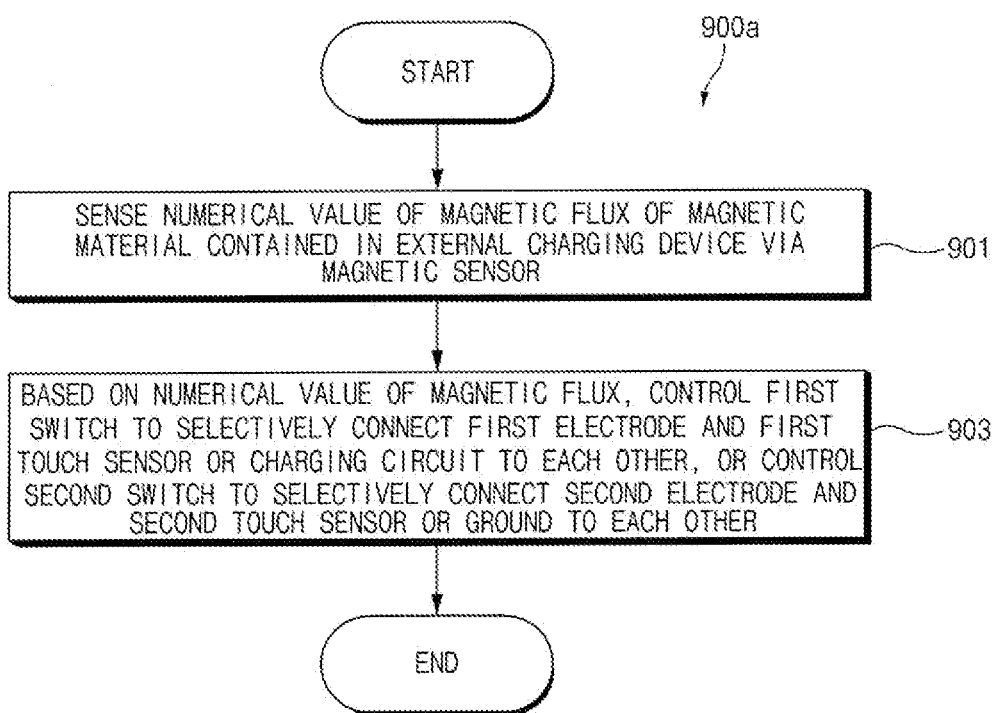 900a
START
SENSE NUMERICAL VALUE OF MAGNETIC FLUX OF MAGNETIC
MATERIAL CONTAINED IN EXTERNAL CHARGING DEVICE VIA
MAGNETIC SENSOR
901
BASED ON NUMERICAL VALUE OF MAGNETIC FLUX, CONTROL FIRST
SWITCH TO SELECTIVELY CONNECT FIRST ELECTRODE AND FIRST
TOUCH SENSOR OR CHARGING CIRCUIT TO EACH OTHER, OR CONTROL
SECOND SWITCH TO SELECTIVELY CONNECT SECOND ELECTRODE AND
SECOND TOUCH SENSOR OR GROUND TO EACH OTHER
903
END